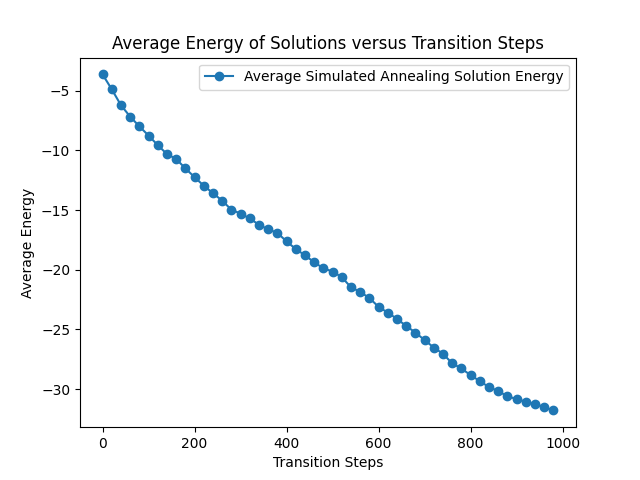 Average Energy of Solutions versus Transition Steps
Average Simulated Annealing Solution Energy
−5
−10
−15
−20
−25
−30
Average Energy
0 200 400 600 800 1000
Transition Steps